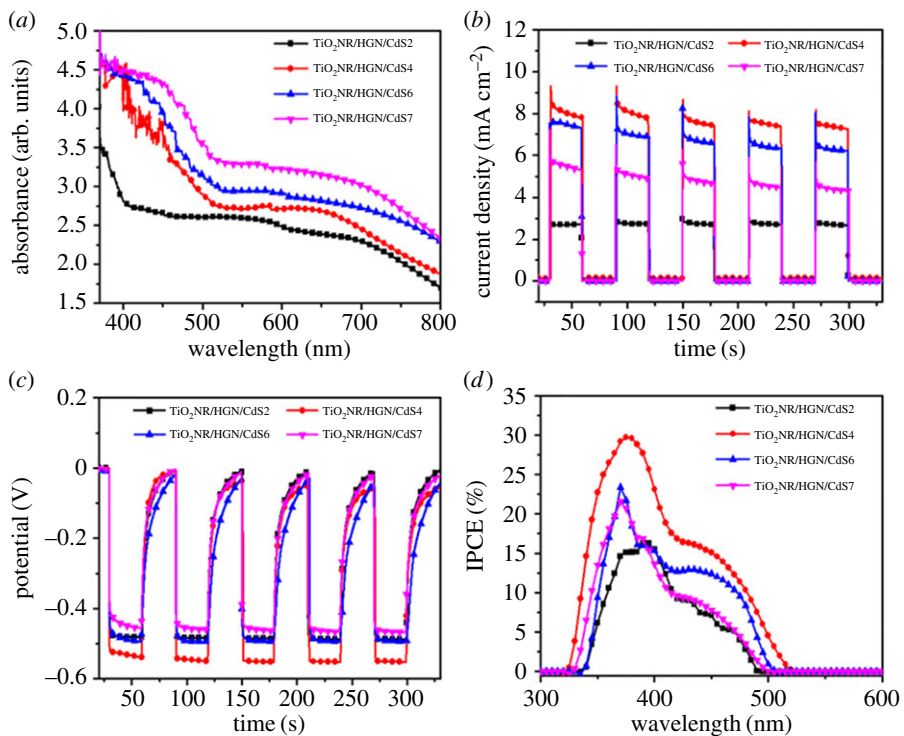 (a)
5.0
4.5
4.0
3.5
3.0
2.5
2.0
1.5
400 500 600 700 800
absorbance (arb. units)
wavelength (nm)
TiO₂NR/HGN/CdS2
TiO₂NR/HGN/CdS4
TiO₂NR/HGN/CdS6
TiO₂NR/HGN/CdS7
(b)
12
10
8
6
4
2
0
50 100 150 200 250 300
current density (mA cm⁻²)
time (s)
TiO₂NR/HGN/CdS2 TiO₂NR/HGN/CdS4
TiO₂NR/HGN/CdS6 TiO₂NR/HGN/CdS7
(c)
0.2
0
−0.2
−0.4
−0.6
50 100 150 200 250 300
potential (V)
time (s)
TiO₂NR/HGN/CdS2 TiO₂NR/HGN/CdS4
TiO₂NR/HGN/CdS6 TiO₂NR/HGN/CdS7
(d)
35
30
25
20
15
10
5
0
300 400 500 600
IPCE (%)
wavelength (nm)
TiO₂NR/HGN/CdS2
TiO₂NR/HGN/CdS4
TiO₂NR/HGN/CdS6
TiO₂NR/HGN/CdS7